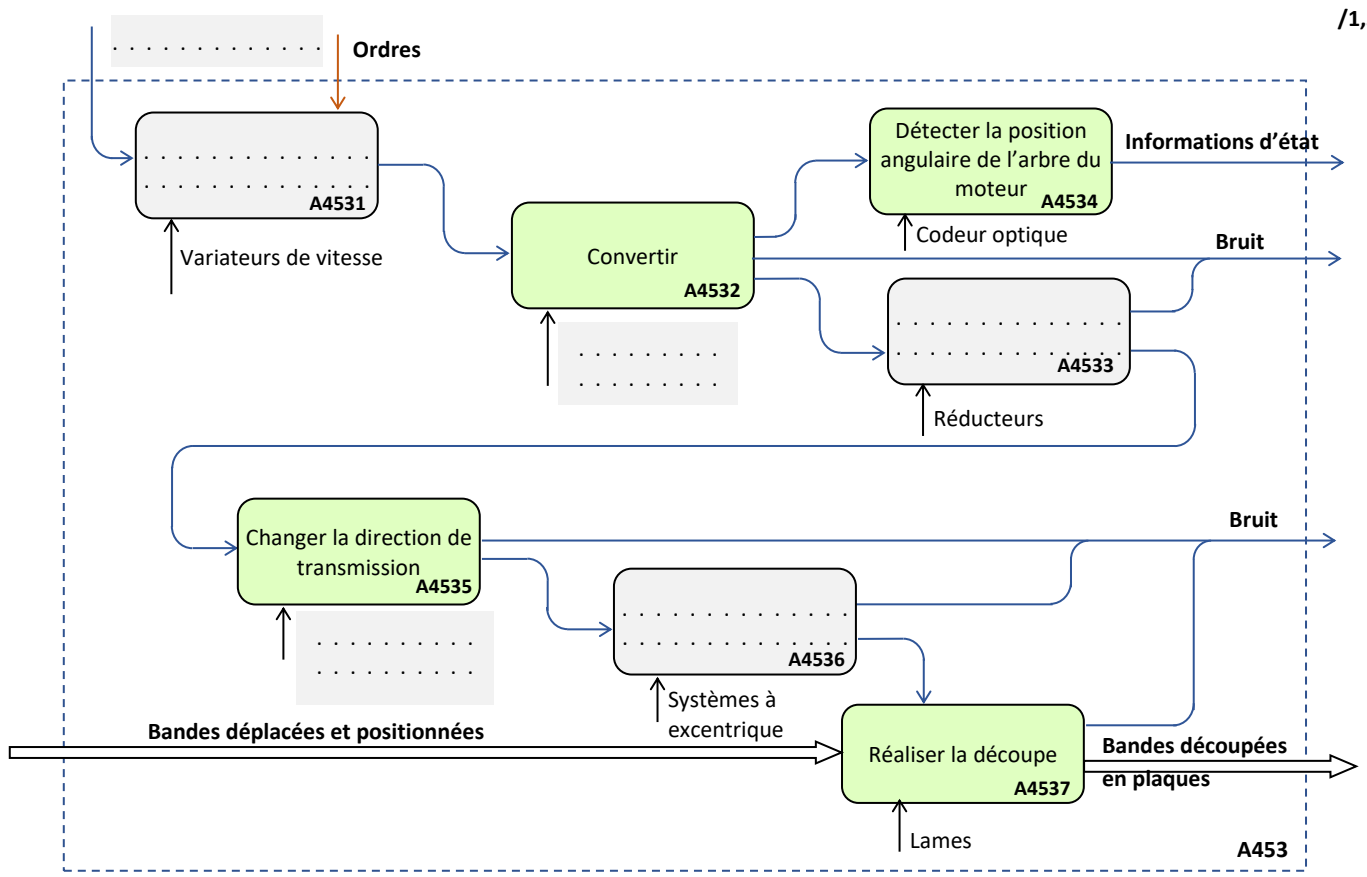 /1,
. . . . . . . . . . . . .
Ordres
. . . . . . . . . . . . . .
. . . . . . . . . . . . . .
A4531
Variateurs de vitesse
Détecter la position
angulaire de l’arbre du
moteur
A4534
Informations d’état
Codeur optique
Convertir
A4532
Bruit
. . . . . . . . .
. . . . . . . . .
. . . . . . . . . . . . . .
. . . . . . . . . . . . . .
A4533
Réducteurs
Changer la direction de
transmission
A4535
Bruit
. . . . . . . . . .
. . . . . . . . . .
. . . . . . . . . . . . . .
. . . . . . . . . . . . . .
A4536
Systèmes à
excentrique
Bandes déplacées et positionnées
Réaliser la découpe
A4537
Bandes découpées
en plaques
Lames
A453